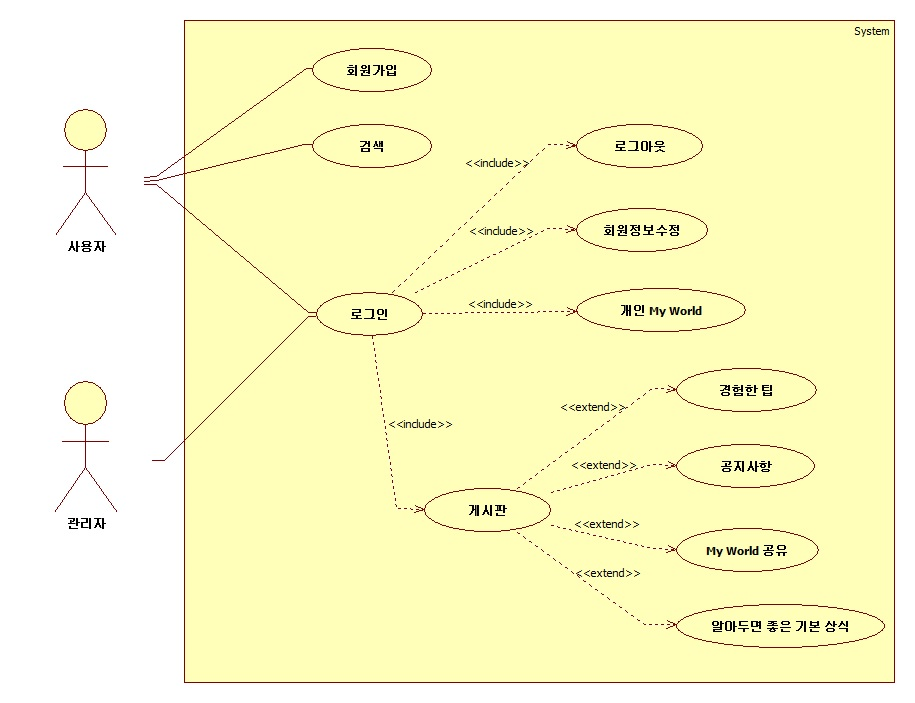 System
회원가입
검색
<<include>>
로그아웃
<<include>>
회원정보수정
사용자
로그인
<<include>>
개인 My World
<<include>>
<<extend>>
경험한 팁
<<extend>>
공지사항
게시판
<<extend>>
My World 공유
<<extend>>
알아두면 좋은 기본 상식
관리자